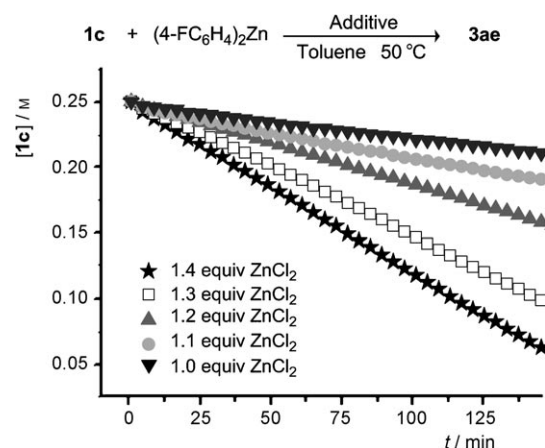 Additive
1c + (4-FC₆H₄)₂Zn 3ae
Toluene 50 °C
[1c] / M
0.25
0.20
0.15
0.10
0.05
1.4 equiv ZnCl₂
1.3 equiv ZnCl₂
1.2 equiv ZnCl₂
1.1 equiv ZnCl₂
1.0 equiv ZnCl₂
0 25 50 75 100 125
t / min